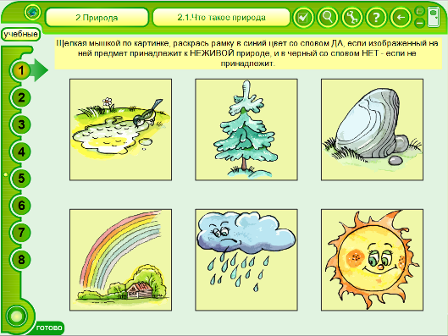 2 Природа
2.1.Что такое природа
учебные
Щелкая мышкой по картинке, раскрась рамку в синий цвет со словом ДА, если изображенный на
ней предмет принадлежит к НЕЖИВОЙ природе, и в черный со словом НЕТ - если не
принадлежит.
1
2
3
4
5
6
7
8
готово